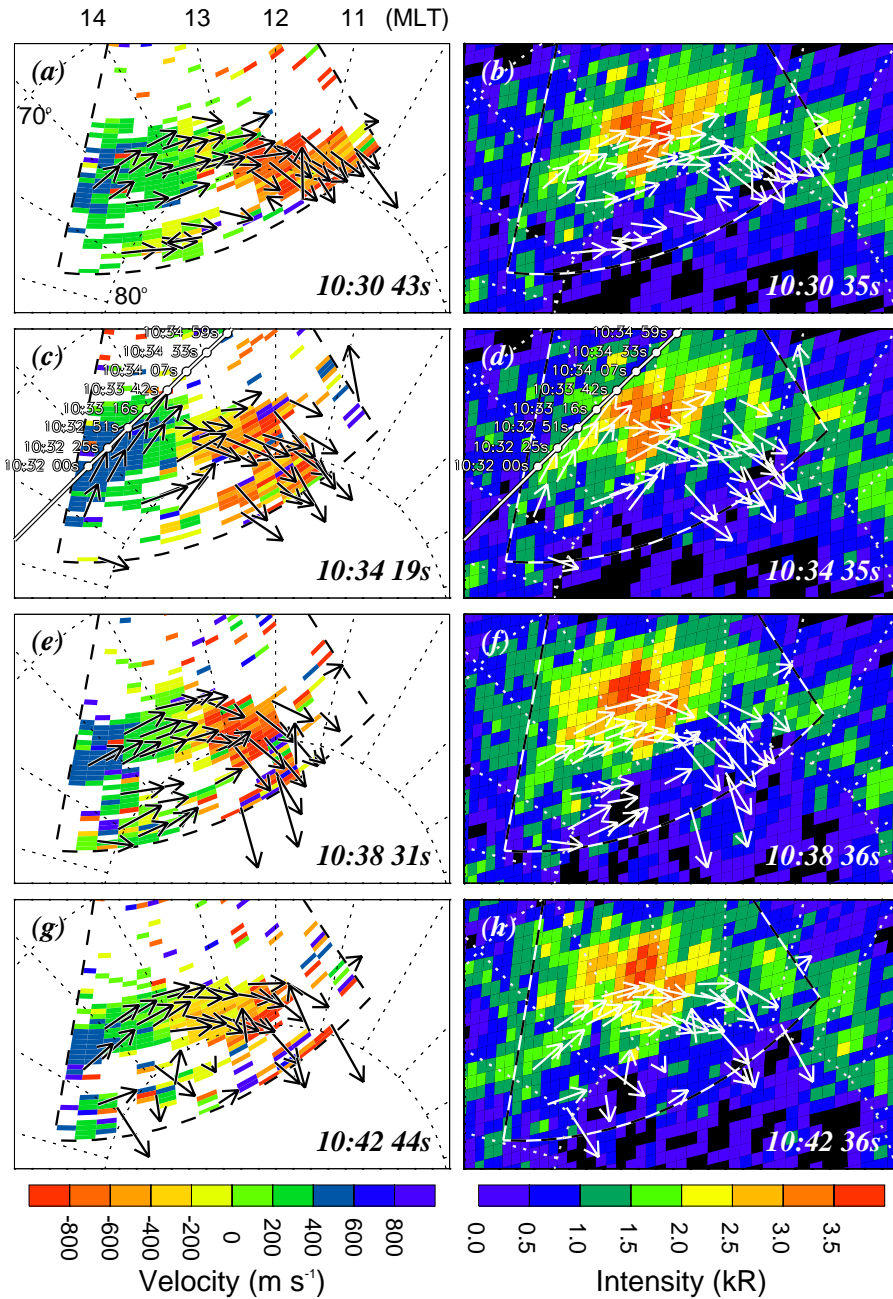 14 13 12 11 (MLT)
(a) (b)
70°
80°
10:30 43s 10:30 35s
(c) (d)
10:34 59s 10:34 59s
10:34 33s 10:34 33s
10:34 07s 10:34 07s
10:33 42s 10:33 42s
10:33 16s 10:33 16s
10:32 51s 10:32 51s
10:32 25s 10:32 25s
10:32 00s 10:32 00s
10:34 19s 10:34 35s
(e) (f)
10:38 31s 10:38 36s
(g) (h)
10:42 44s 10:42 36s
-800 -600 -400 -200 0 200 400 600 800
Velocity (m s⁻¹)
0.0 0.5 1.0 1.5 2.0 2.5 3.0 3.5
Intensity (kR)